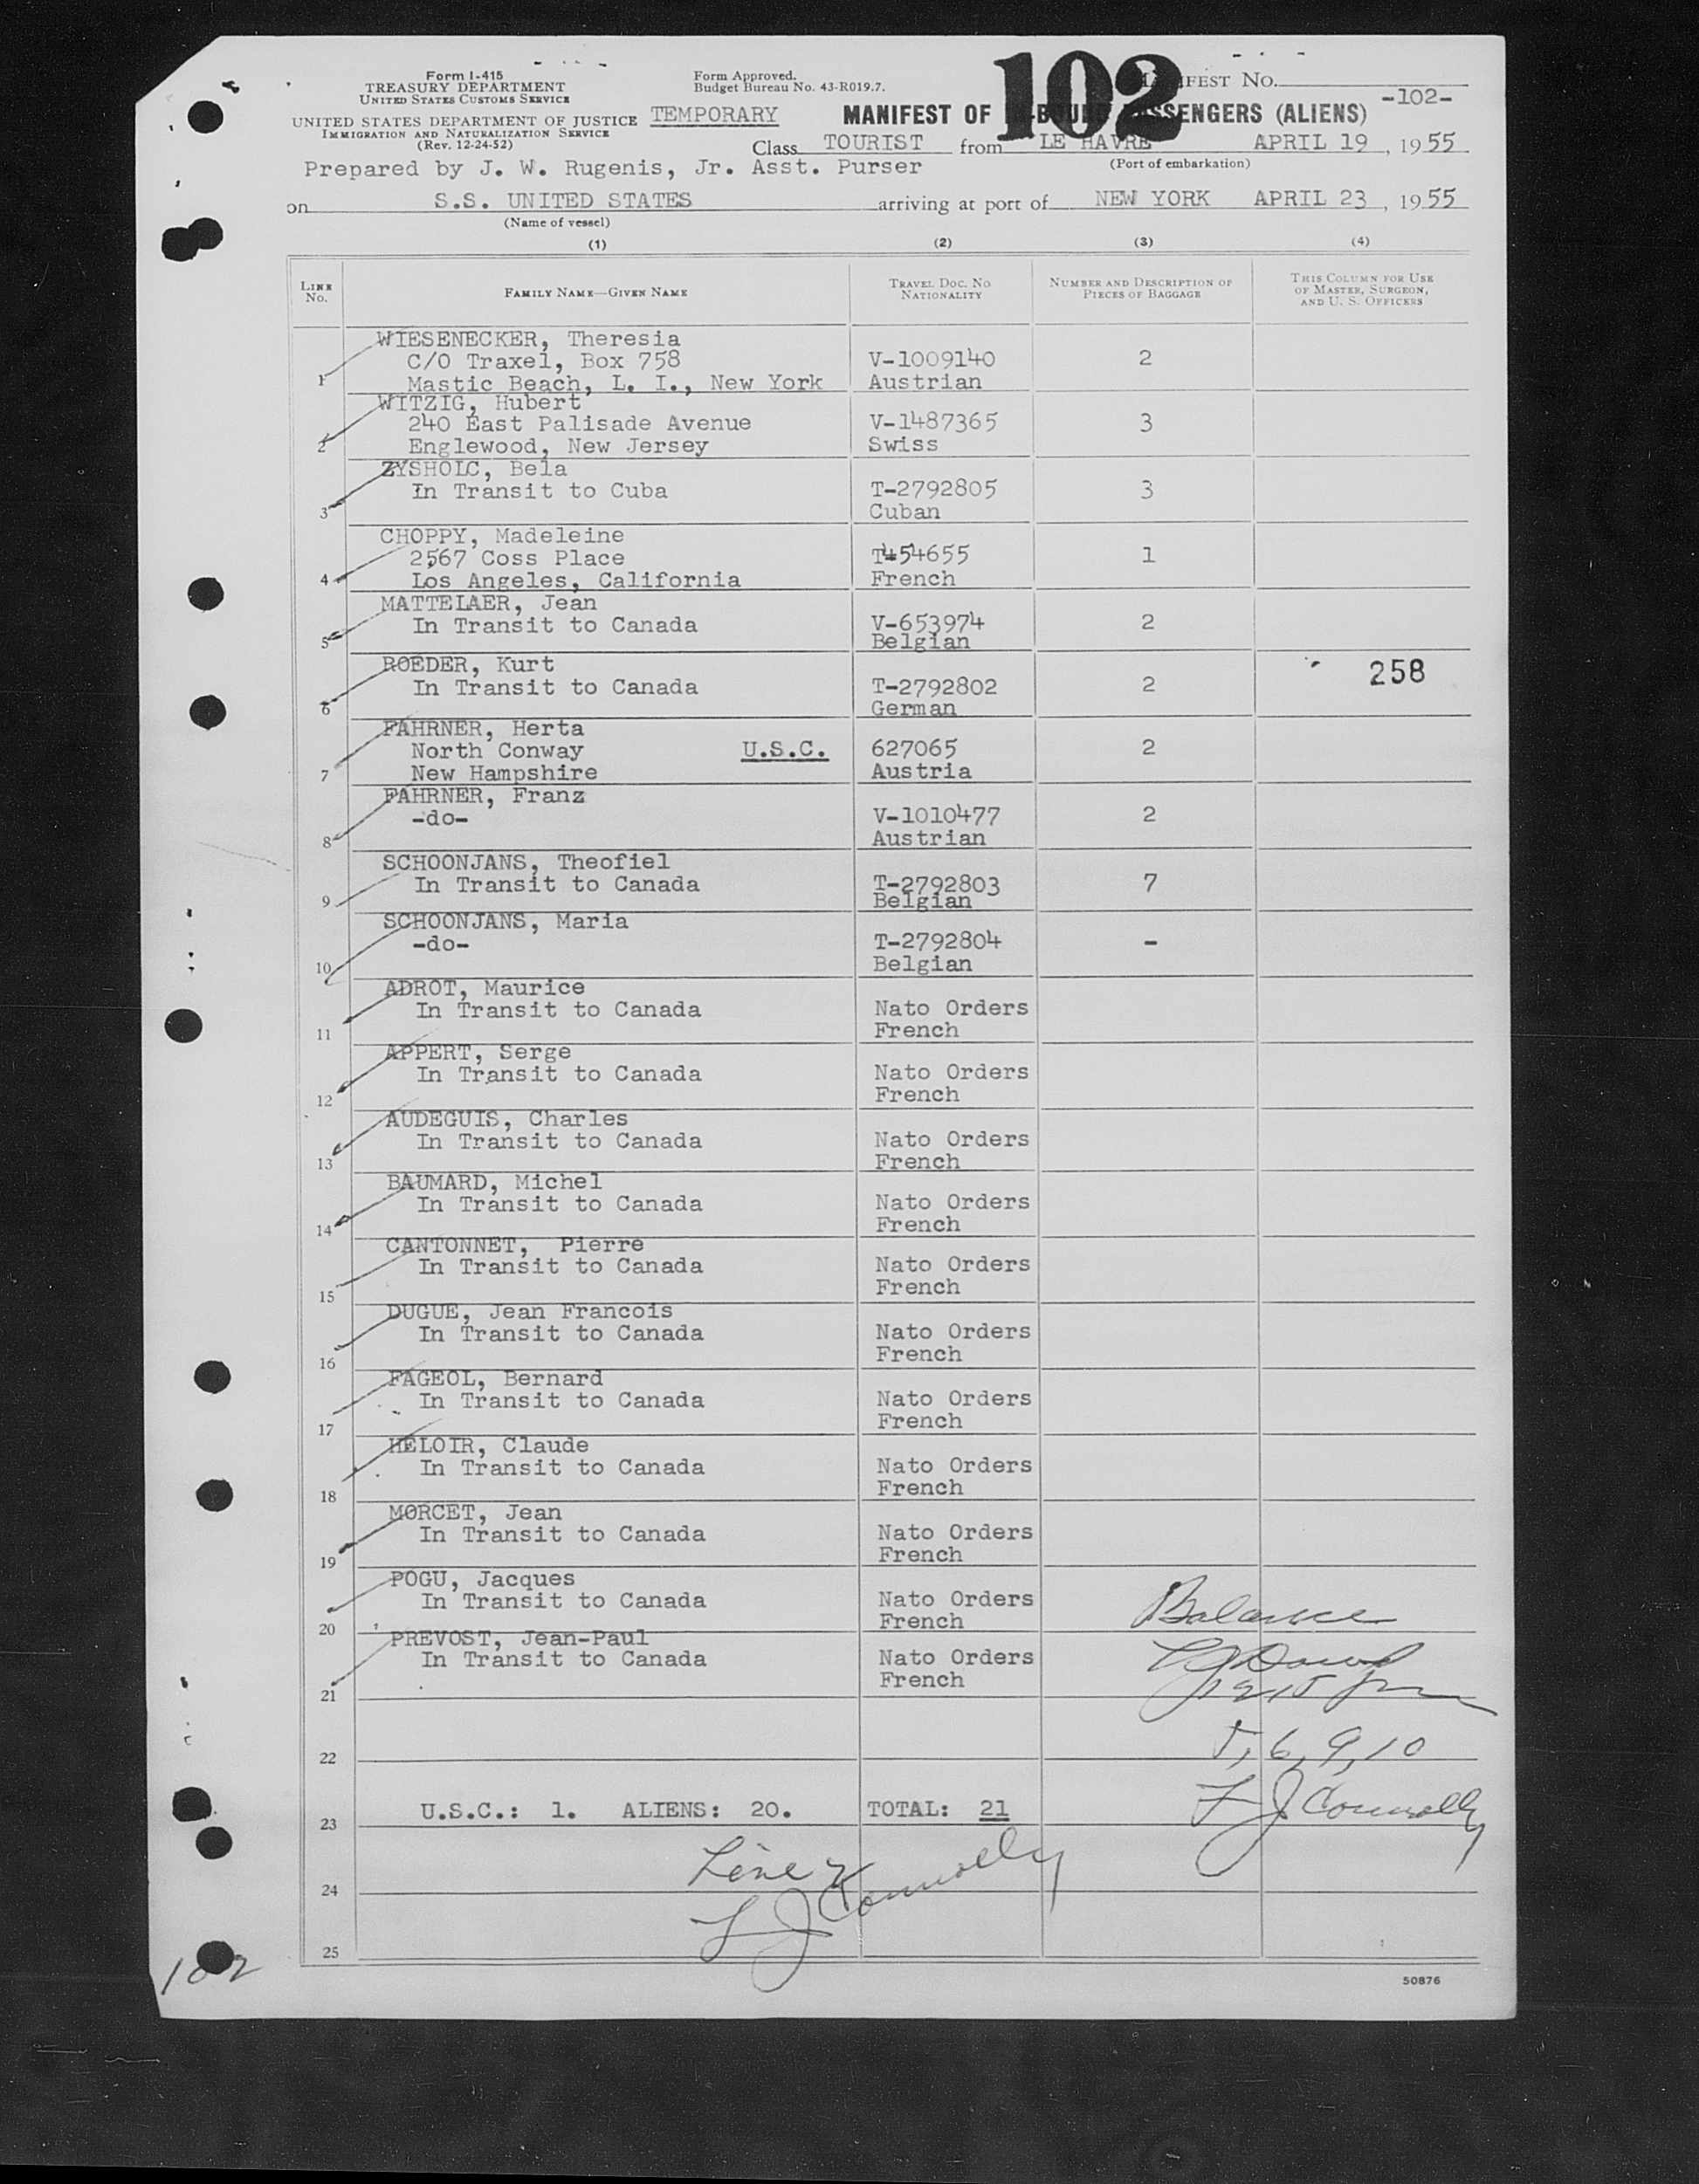 102
Form I-415
TREASURY DEPARTMENT
UNITED STATES CUSTOMS SERVICE
UNITED STATES DEPARTMENT OF JUSTICE
IMMIGRATION AND NATURALIZATION SERVICE
(Rev. 12-24-52)
Form Approved.
Budget Bureau No. 43-R019.7.
MANIFEST NO.
-102-
TEMPORARY MANIFEST OF IN-BOUND PASSENGERS (ALIENS)
Class TOURIST from LE HAVRE APRIL 19, 1955
(Port of embarkation)
Prepared by J. W. Rugenis, Jr. Asst. Purser
on S.S. UNITED STATES arriving at port of NEW YORK APRIL 23, 1955
(Name of vessel)
(1) (2) (3) (4)
LINE No. FAMILY NAME—GIVEN NAME TRAVEL DOC. NO. NATIONALITY NUMBER AND DESCRIPTION OF PIECES OF BAGGAGE THIS COLUMN FOR USE OF MASTER, SURGEON, AND U. S. OFFICERS
WIESENECKER, Theresia
C/O Traxel, Box 758 V-1009140 2
1 Mastic Beach, L. I., New York Austrian
WITZIG, Hubert
240 East Palisade Avenue V-1487365 3
2 Englewood, New Jersey Swiss
ZYSHOLC, Bela
In Transit to Cuba T-2792805 3
3 Cuban
CHOPPY, Madeleine
2567 Coss Place T454655 1
4 Los Angeles, California French
MATTELAER, Jean
In Transit to Canada V-653974 2
5 Belgian
ROEDER, Kurt 258
In Transit to Canada T-2792802 2
6 German
FAHRNER, Herta
North Conway U.S.C. 627065 2
7 New Hampshire Austria
FAHRNER, Franz
-do- V-1010477 2
8 Austrian
SCHOONJANS, Theofiel
In Transit to Canada T-2792803 7
9 Belgian
SCHOONJANS, Maria
-do- T-2792804 -
10 Belgian
ADROT, Maurice
In Transit to Canada Nato Orders
11 French
APPERT, Serge
In Transit to Canada Nato Orders
12 French
AUDEGUIS, Charles
In Transit to Canada Nato Orders
13 French
BAUMARD, Michel
In Transit to Canada Nato Orders
14 French
CANTONNET, Pierre
In Transit to Canada Nato Orders
15 French
DUGUE, Jean Francois
In Transit to Canada Nato Orders
16 French
FAGEOL, Bernard
In Transit to Canada Nato Orders
17 French
HELOIR, Claude
In Transit to Canada Nato Orders
18 French
MORCET, Jean
In Transit to Canada Nato Orders
19 French
POGU, Jacques
In Transit to Canada Nato Orders Balance
20 French
PREVOST, Jean-Paul
In Transit to Canada Nato Orders
21 French
22 5, 6, 9, 10
U.S.C.: 1. ALIENS: 20. TOTAL: 21 J Connolly
23
Line
24 J Connolly
25
102
50876